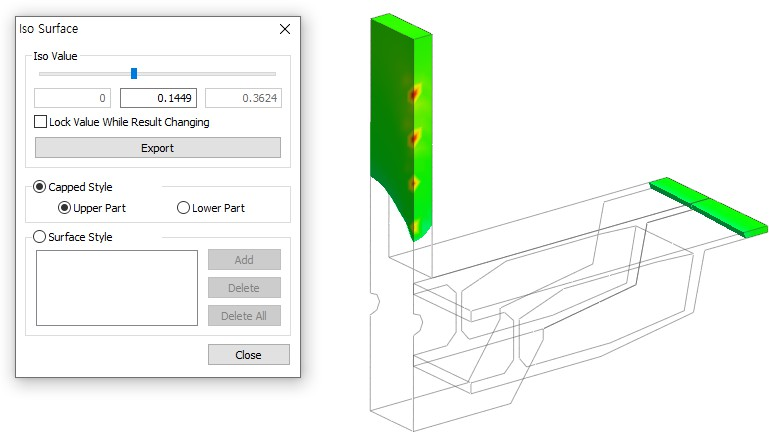 Iso Surface
Iso Value
0 0.1449 0.3624
Lock Value While Result Changing
Export
Capped Style
Upper Part Lower Part
Surface Style
Add
Delete
Delete All
Close